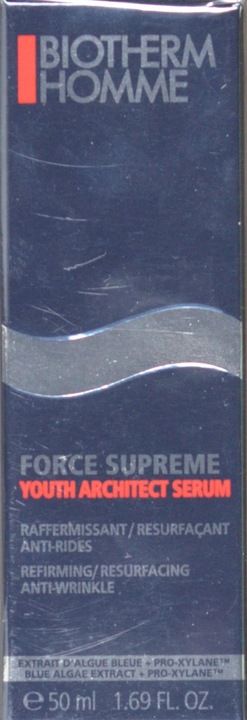 BIOTHERM
HOMME
FORCE SUPREME
YOUTH ARCHITECT SERUM
RAFFERMISSANT/RESURFAÇANT
ANTI-RIDES
REFIRMING/RESURFACING
ANTI-WRINKLE
EXTRAIT D'ALGUE BLEUE + PRO-XYLANE™
BLUE ALGAE EXTRACT + PRO-XYLANE™
℮ 50 ml 1.69 FL. OZ.